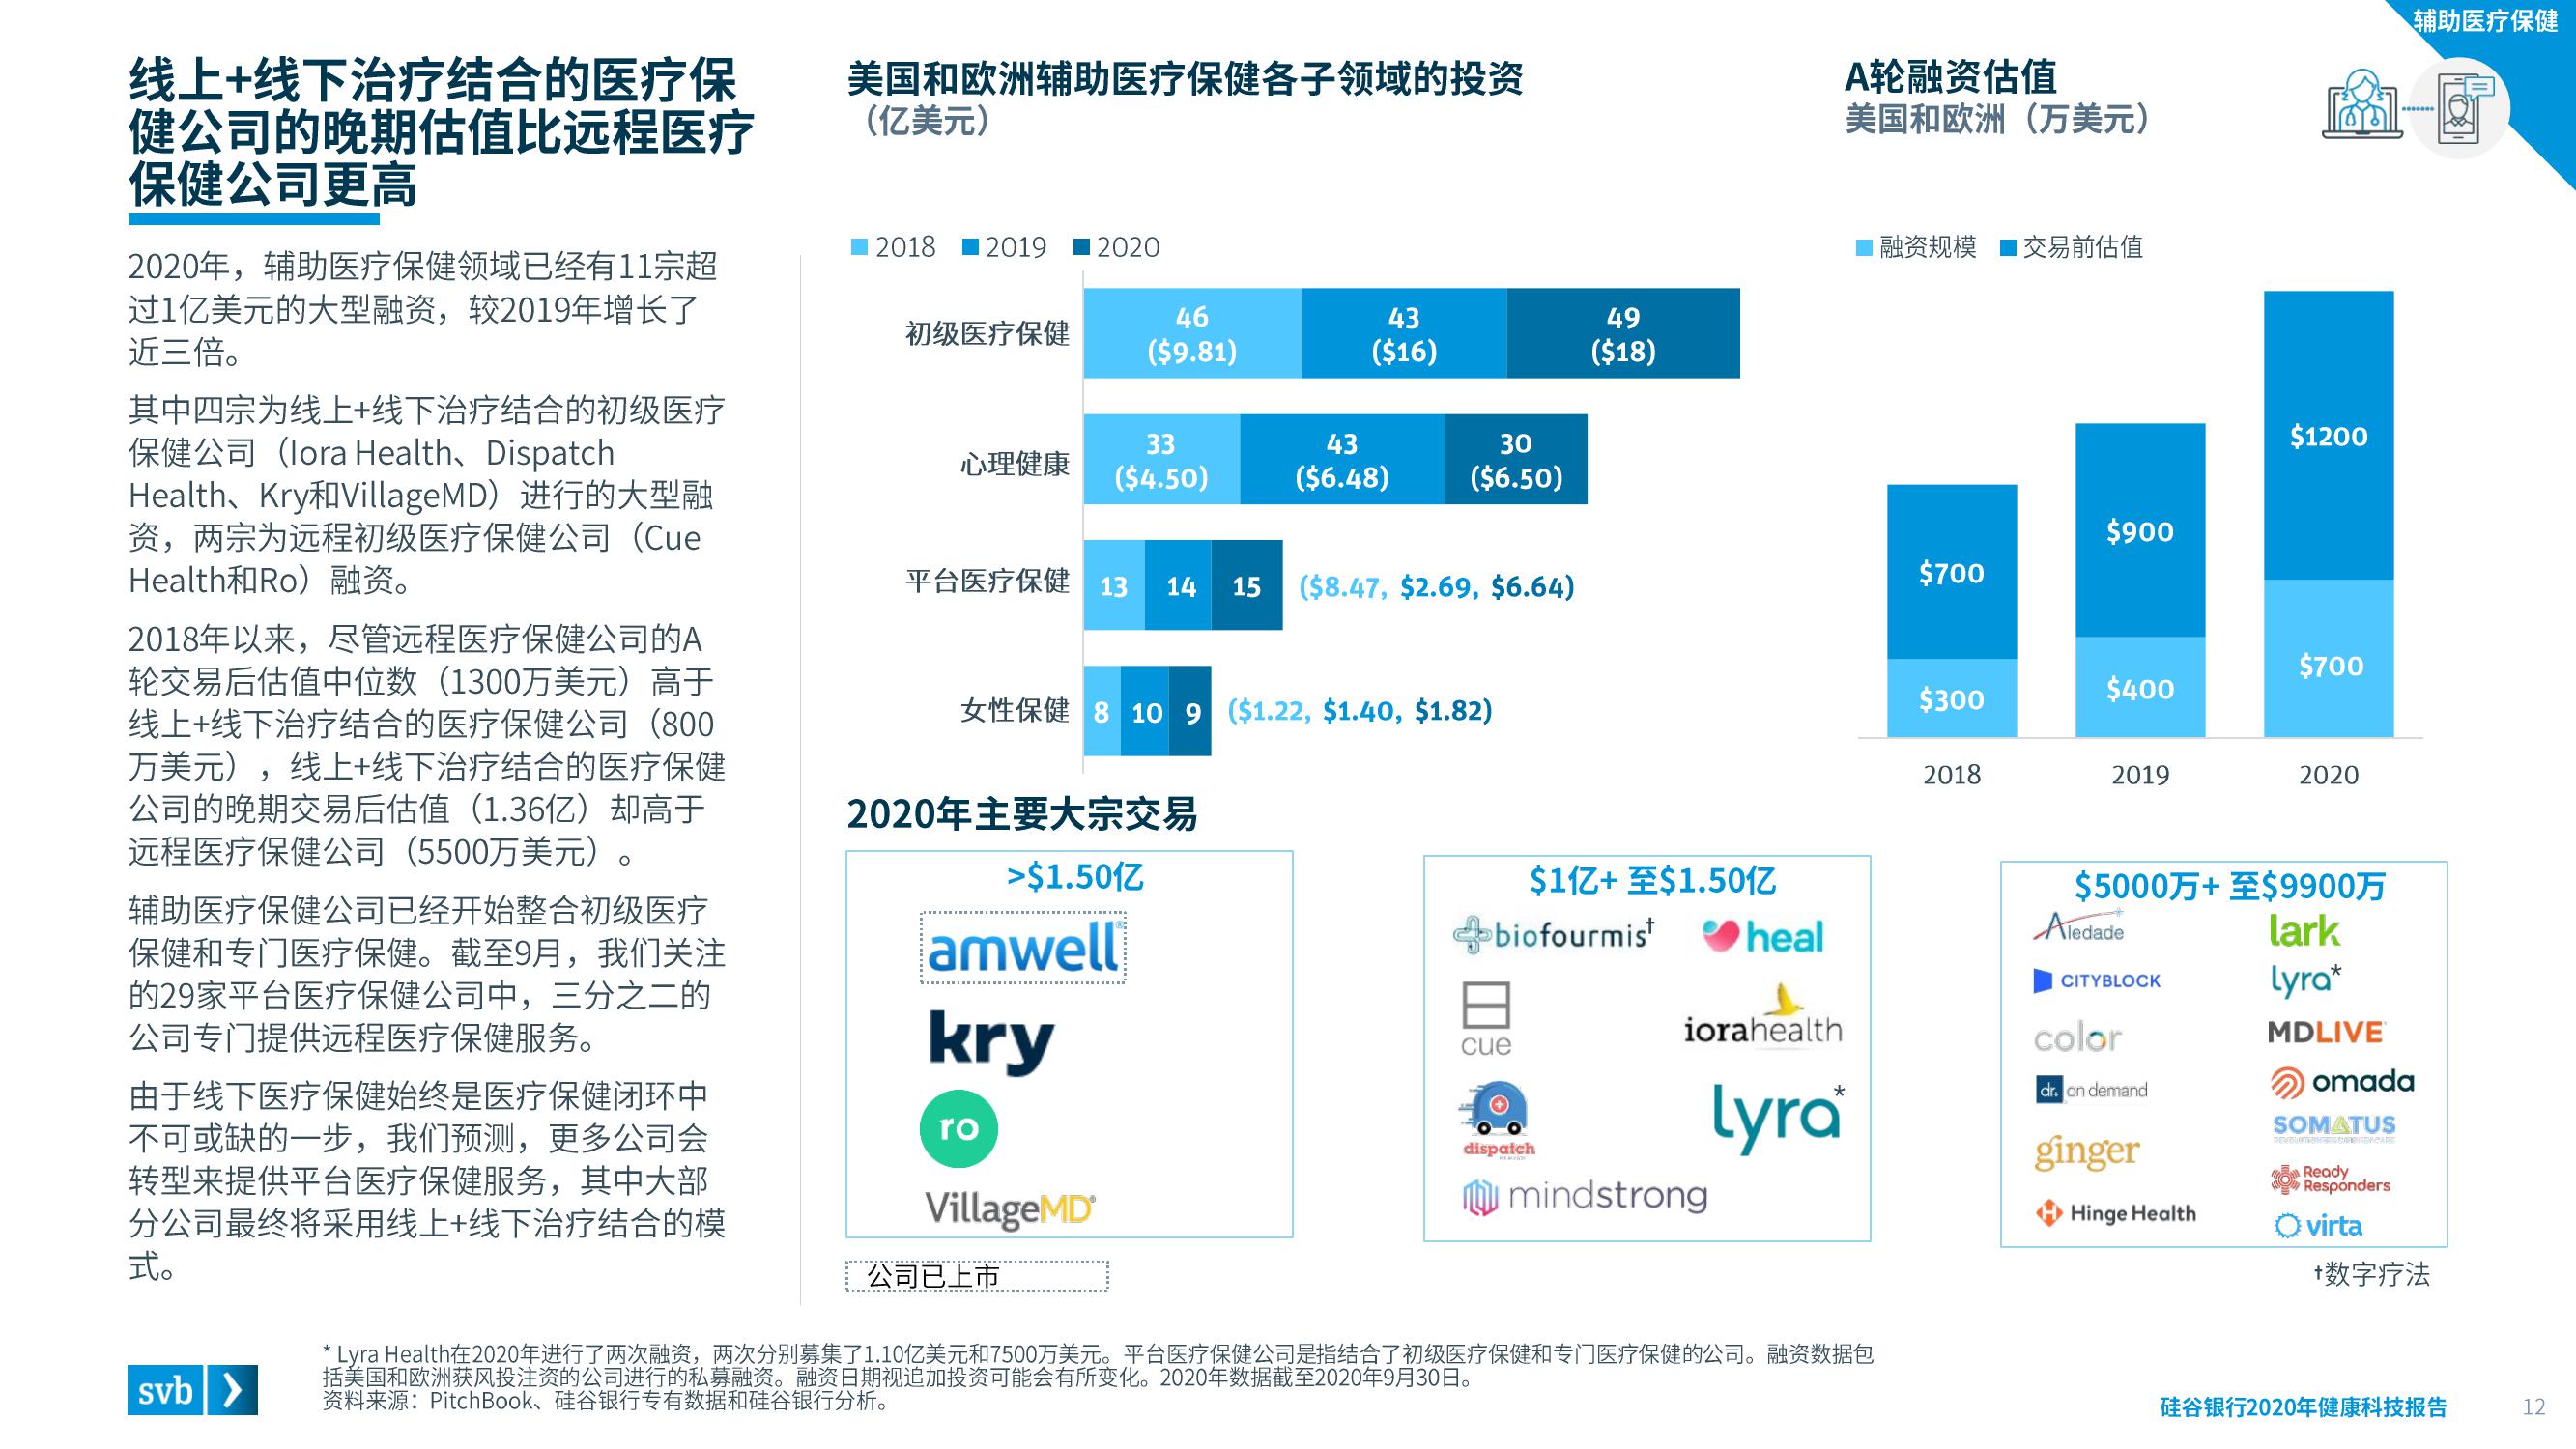 辅助医疗保健
线上+线下治疗结合的医疗保
健公司的晚期估值比远程医疗
保健公司更高
2020年，辅助医疗保健领域已经有11宗超
过1亿美元的大型融资，较2019年增长了
近三倍。
其中四宗为线上+线下治疗结合的初级医疗
保健公司（Iora Health、Dispatch
Health、Kry和VillageMD）进行的大型融
资，两宗为远程初级医疗保健公司（Cue
Health和Ro）融资。
2018年以来，尽管远程医疗保健公司的A
轮交易后估值中位数（1300万美元）高于
线上+线下治疗结合的医疗保健公司（800
万美元），线上+线下治疗结合的医疗保健
公司的晚期交易后估值（1.36亿）却高于
远程医疗保健公司（5500万美元）。
辅助医疗保健公司已经开始整合初级医疗
保健和专门医疗保健。截至9月，我们关注
的29家平台医疗保健公司中，三分之二的
公司专门提供远程医疗保健服务。
由于线下医疗保健始终是医疗保健闭环中
不可或缺的一步，我们预测，更多公司会
转型来提供平台医疗保健服务，其中大部
分公司最终将采用线上+线下治疗结合的模
式。
美国和欧洲辅助医疗保健各子领域的投资
（亿美元）
2018 2019 2020
初级医疗保健
46 43 49
($9.81) ($16) ($18)
心理健康
33 43 30
($4.50) ($6.48) ($6.50)
平台医疗保健 13 14 15 ($8.47, $2.69, $6.64)
女性保健 8 10 9 ($1.22, $1.40, $1.82)
A轮融资估值
美国和欧洲（万美元）
融资规模 交易前估值
$700 $900 $1200
$300 $400 $700
2018 2019 2020
2020年主要大宗交易
>$1.50亿
amwell®
kry
ro
VillageMD®
公司已上市
$1亿+ 至$1.50亿
biofourmis† heal
cue iorahealth
dispatch lyra*
mindstrong
$5000万+ 至$9900万
Aledade lark
CITYBLOCK lyra*
color MDLIVE
dr. on demand omada
ginger SOMATUS
Ready
Responders
Hinge Health virta
†数字疗法
* Lyra Health在2020年进行了两次融资，两次分别募集了1.10亿美元和7500万美元。平台医疗保健公司是指结合了初级医疗保健和专门医疗保健的公司。融资数据包
括美国和欧洲获风投注资的公司进行的私募融资。融资日期视追加投资可能会有所变化。2020年数据截至2020年9月30日。
资料来源：PitchBook、硅谷银行专有数据和硅谷银行分析。
svb
硅谷银行2020年健康科技报告 12